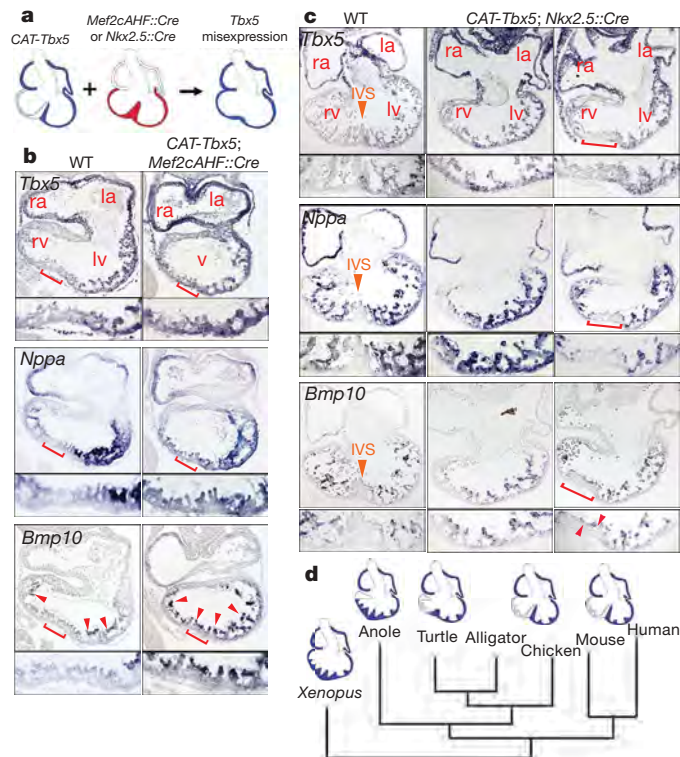 a
CAT-Tbx5
+
Mef2cAHF::Cre
or Nkx2.5::Cre
Tbx5
misexpression
b
WT
CAT-Tbx5;
Mef2cAHF::Cre
Tbx5
ra
la
rv
lv
la
ra
v
Nppa
Bmp10
c
WT
CAT-Tbx5; Nkx2.5::Cre
Tbx5
ra
la
IVS
rv
lv
ra
la
rv
lv
ra
la
rv
lv
Nppa
IVS
Bmp10
IVS
d
Xenopus
Anole
Turtle
Alligator
Chicken
Mouse
Human